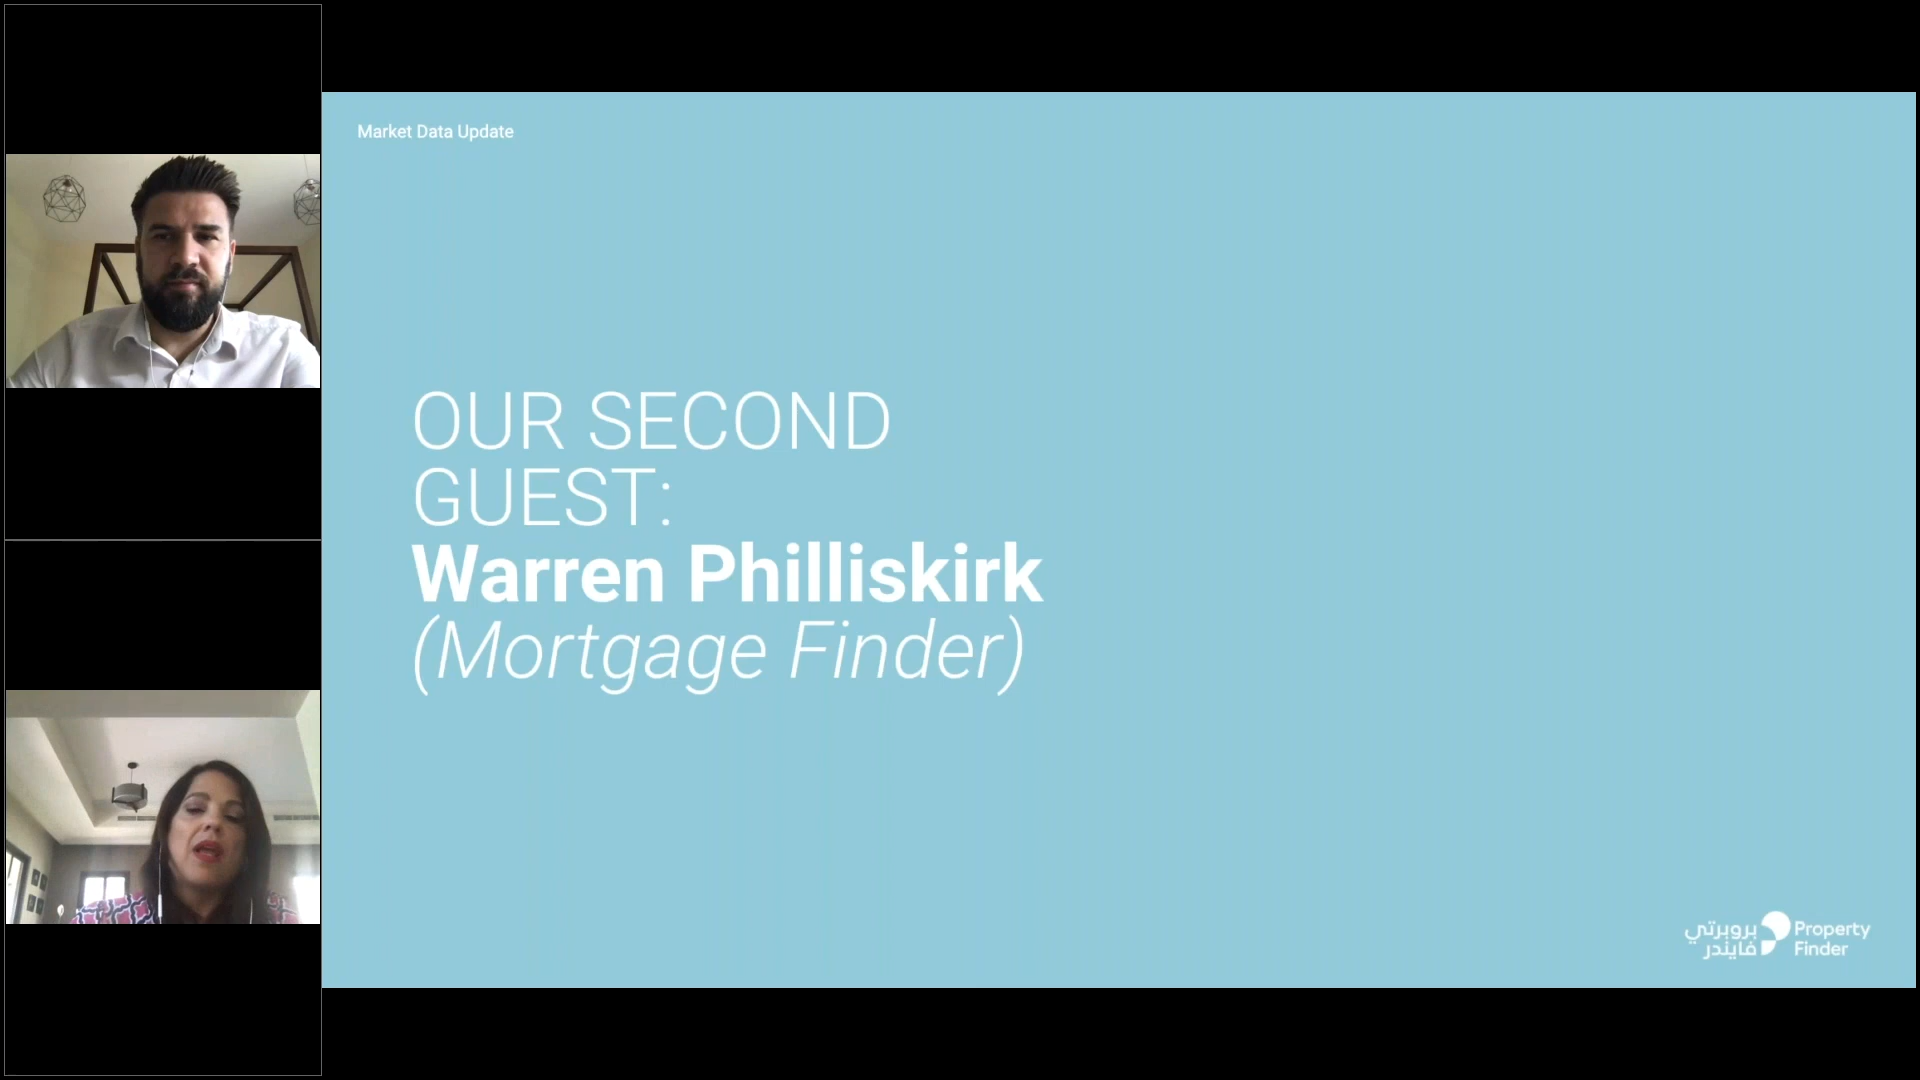 Market Data Update
OUR SECOND
GUEST:
Warren Philliskirk
(Mortgage Finder)
بروبرتي
فايندر
Property
Finder